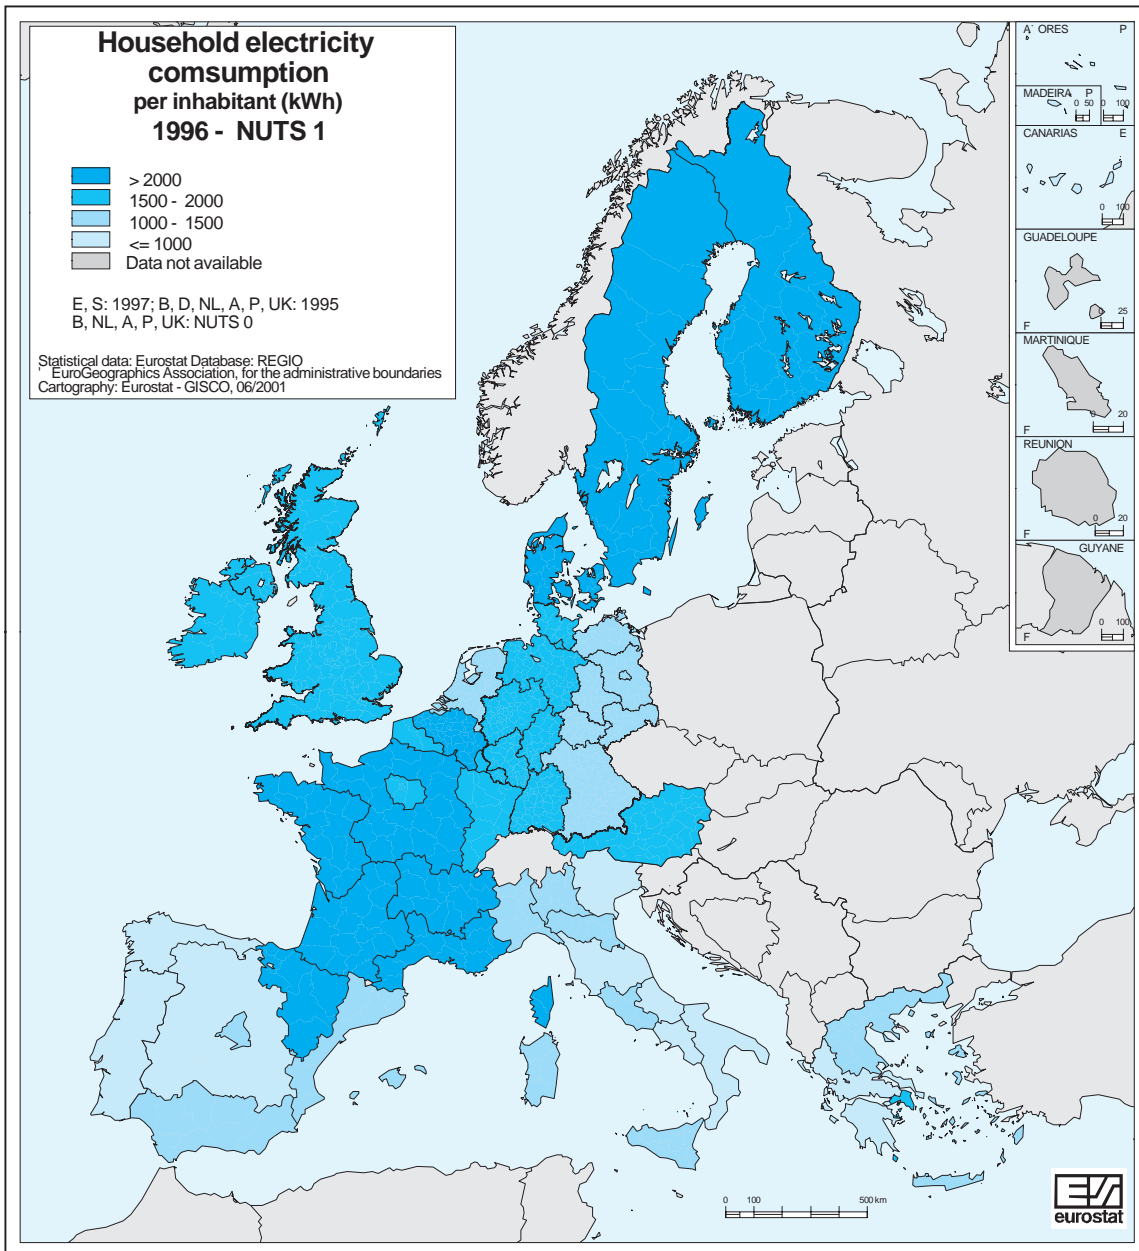 Household electricity
comsumption
per inhabitant (kWh)
1996 - NUTS 1
> 2000
1500 - 2000
1000 - 1500
<= 1000
Data not available
E, S: 1997; B, D, NL, A, P, UK: 1995
B, NL, A, P, UK: NUTS 0
Statistical data: Eurostat Database: REGIO
EuroGeographics Association, for the administrative boundaries
Cartography: Eurostat - GISCO, 06/2001
A ORES P
MADEIRA P
0 50 0 100
CANARIAS E
0 100
GUADELOUPE
25
F
MARTINIQUE
0 20
F
REUNION
0 20
F
GUYANE
0 100
F
0 100 500 km
eurostat